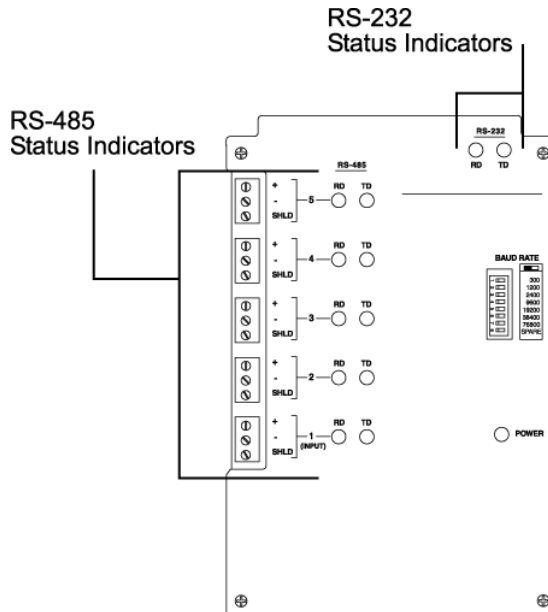 RS-232
Status Indicators
RS-485
Status Indicators
RS-232
RD TD
RS-485
+ RD TD
- 5
SHLD
+ RD TD
- 4
SHLD
+ RD TD
- 3
SHLD
+ RD TD
- 2
SHLD
+ RD TD
- 1
SHLD (INPUT)
BAUD RATE
300
1200
2400
9600
19200
38400
76800
SPARE
POWER